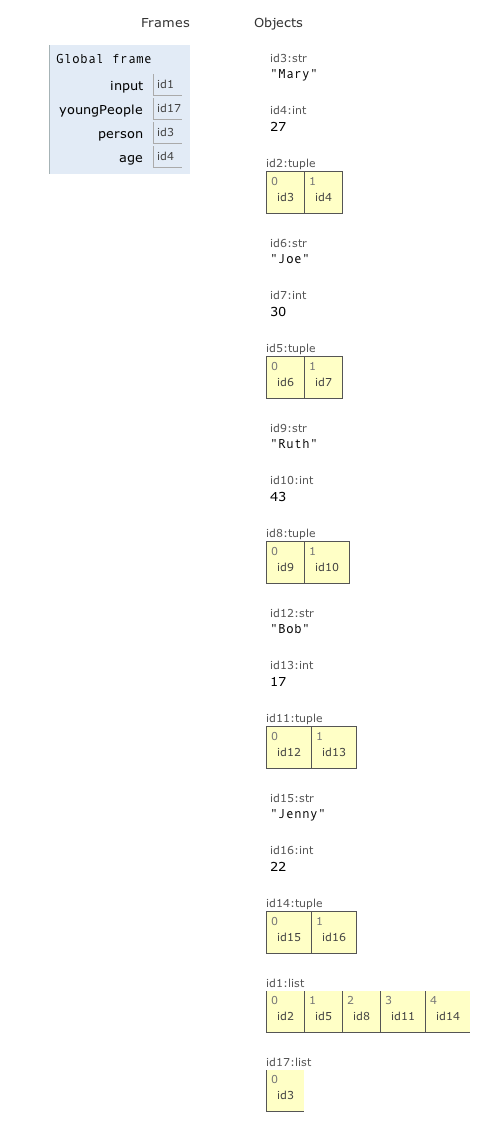 Frames Objects
Global frame
input id1
youngPeople id17
person id3
age id4
id3:str
"Mary"
id4:int
27
id2:tuple
0 1
id3 id4
id6:str
"Joe"
id7:int
30
id5:tuple
0 1
id6 id7
id9:str
"Ruth"
id10:int
43
id8:tuple
0 1
id9 id10
id12:str
"Bob"
id13:int
17
id11:tuple
0 1
id12 id13
id15:str
"Jenny"
id16:int
22
id14:tuple
0 1
id15 id16
id1:list
0 1 2 3 4
id2 id5 id8 id11 id14
id17:list
0
id3